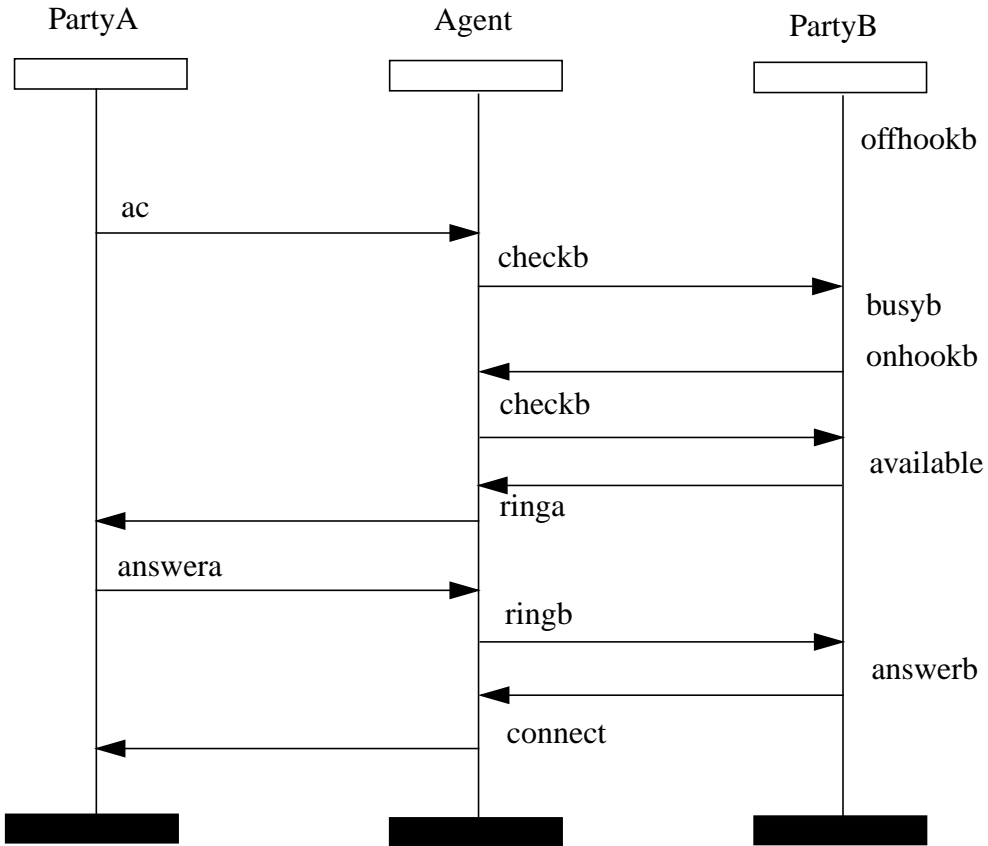 PartyA
Agent
PartyB
offhookb
ac
checkb
busyb
onhookb
checkb
available
ringa
answera
ringb
answerb
connect